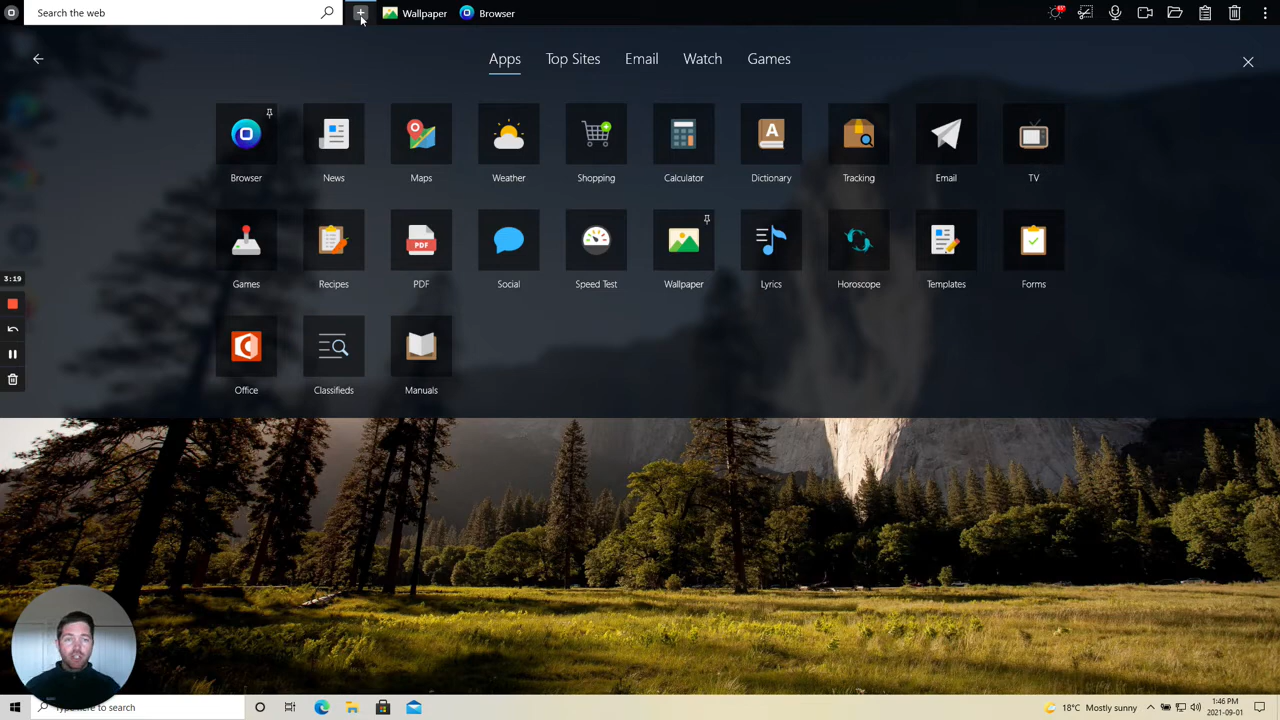 Search the web
Wallpaper
Browser
65°
Apps
Top Sites
Email
Watch
Games
Browser
News
Maps
Weather
Shopping
Calculator
Dictionary
Tracking
Email
TV
Games
Recipes
PDF
PDF
Social
Speed Test
Wallpaper
Lyrics
Horoscope
Templates
Forms
3:19
Office
Classifieds
Manuals
Type here to search
18°C Mostly sunny
1:46 PM
2021-09-01